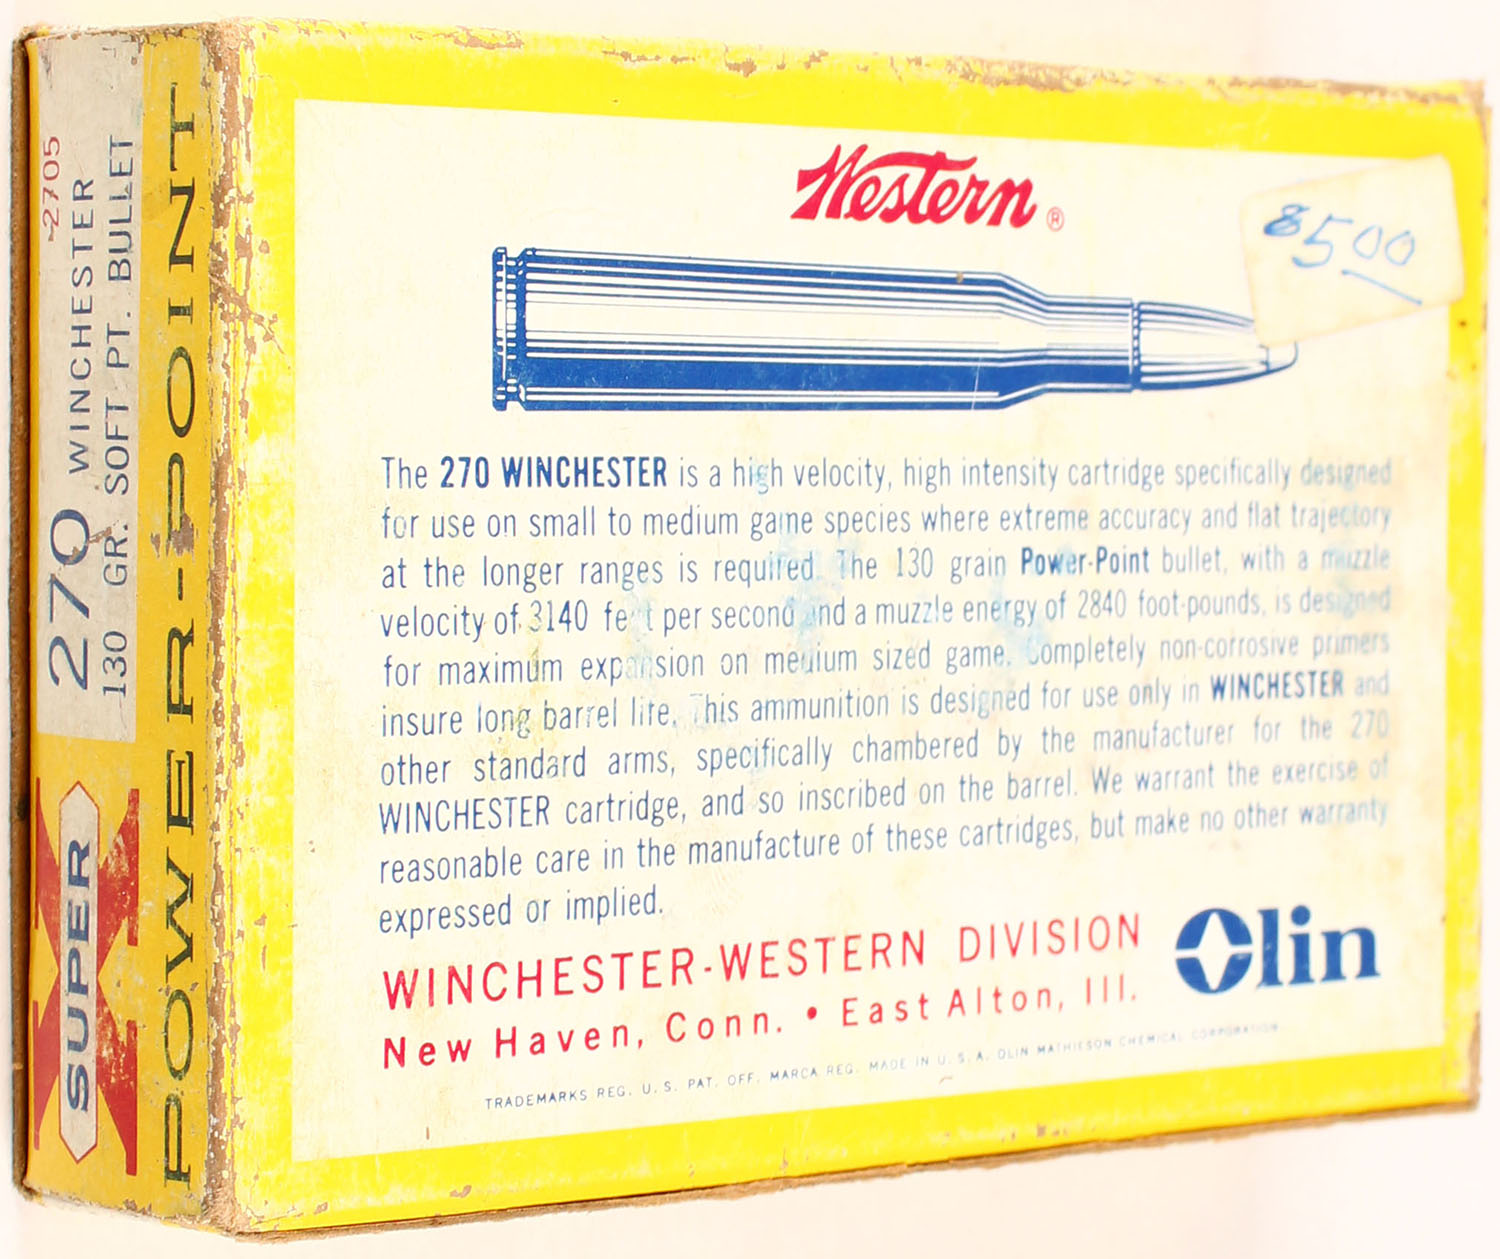 2705
270 WINCHESTER
130 GR. SOFT PT. BULLET
SUPER
X
POWER-POINT
Western ®
$5.00
The 270 WINCHESTER is a high velocity, high intensity cartridge specifically designed
for use on small to medium game species where extreme accuracy and flat trajectory
at the longer ranges is required. The 130 grain Power-Point bullet, with a muzzle
velocity of 3140 feet per second and a muzzle energy of 2840 foot-pounds, is designed
for maximum expansion on medium sized game. Completely non-corrosive primers
insure long barrel life. This ammunition is designed for use only in WINCHESTER and
other standard arms, specifically chambered by the manufacturer for the 270
WINCHESTER cartridge, and so inscribed on the barrel. We warrant the exercise of
reasonable care in the manufacture of these cartridges, but make no other warranty
expressed or implied.
WINCHESTER-WESTERN DIVISION
New Haven, Conn. • East Alton, Ill.
Olin
TRADEMARKS REG. U. S. PAT. OFF. MARCA REG. MADE IN U. S. A. OLIN MATHIESON CHEMICAL CORPORATION